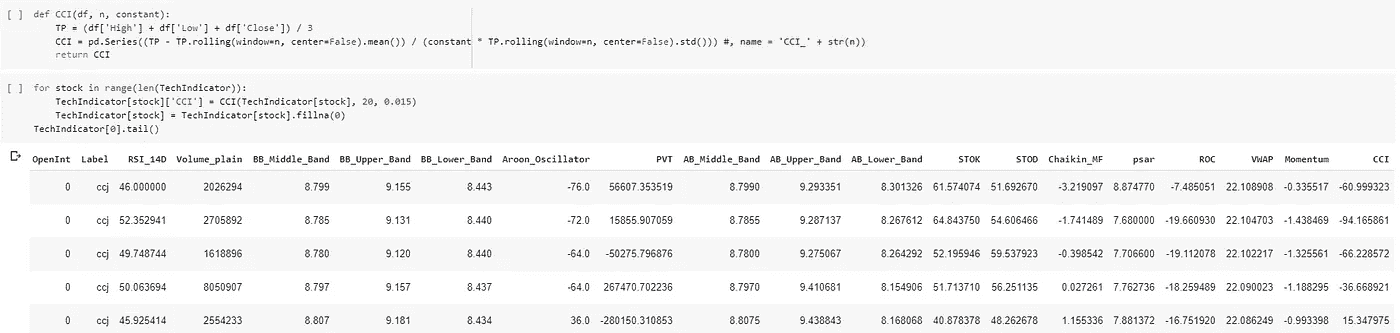 [ ] def CCI(df, n, constant):
TP = (df['High'] + df['Low'] + df['Close']) / 3
CCI = pd.Series((TP - TP.rolling(window=n, center=False).mean()) / (constant * TP.rolling(window=n, center=False).std())) #, name = 'CCI_' + str(n))
return CCI
[ ] for stock in range(len(TechIndicator)):
TechIndicator[stock]['CCI'] = CCI(TechIndicator[stock], 20, 0.015)
TechIndicator[stock] = TechIndicator[stock].fillna(0)
TechIndicator[0].tail()
OpenInt Label RSI_14D Volume_plain BB_Middle_Band BB_Upper_Band BB_Lower_Band Aroon_Oscillator PVT AB_Middle_Band AB_Upper_Band AB_Lower_Band STOK STOD Chaikin_MF psar ROC VWAP Momentum CCI
0 ccj 46.000000 2026294 8.799 9.155 8.443 -76.0 56607.353519 8.7990 9.293351 8.301326 61.574074 51.692670 -3.219097 8.874770 -7.485051 22.108908 -0.335517 -60.999323
0 ccj 52.352941 2705892 8.785 9.131 8.440 -72.0 15855.907059 8.7855 9.287137 8.267612 64.843750 54.606466 -1.741489 7.680000 -19.660930 22.104703 -1.438469 -94.165861
0 ccj 49.748744 1618896 8.780 9.120 8.440 -64.0 -50275.796876 8.7800 9.275067 8.264292 52.195946 59.537923 -0.398542 7.706600 -19.112078 22.102217 -1.325561 -66.228572
0 ccj 50.063694 8050907 8.797 9.157 8.437 -64.0 267470.702236 8.7970 9.410681 8.154906 51.713710 56.251135 0.027261 7.762736 -18.259489 22.090023 -1.188295 -36.668921
0 ccj 45.925414 2554233 8.807 9.181 8.434 36.0 -280150.310853 8.8075 9.438843 8.168068 40.878378 48.262678 1.155336 7.881372 -16.751920 22.086249 -0.993398 15.347975